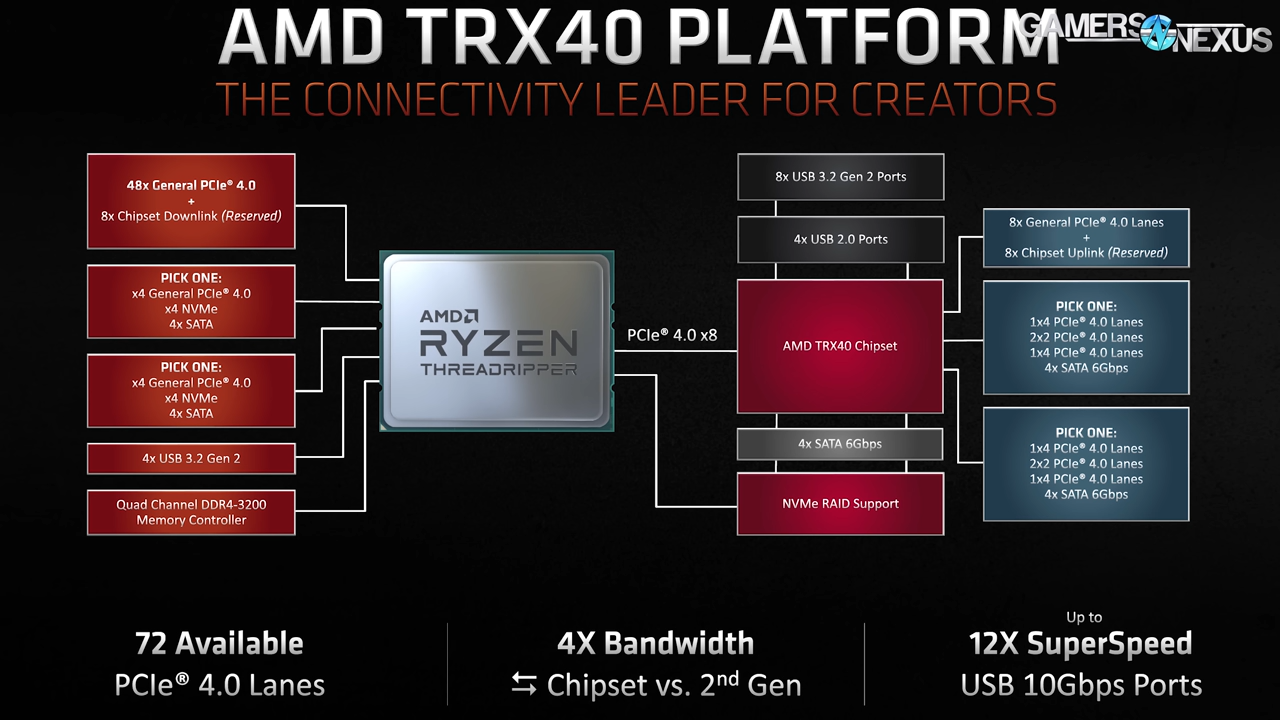 AMD TRX40 PLATFORM
GAMERS NEXUS
THE CONNECTIVITY LEADER FOR CREATORS
48x General PCIe® 4.0
+
8x Chipset Downlink (Reserved)
PICK ONE:
x4 General PCIe® 4.0
x4 NVMe
4x SATA
PICK ONE:
x4 General PCIe® 4.0
x4 NVMe
4x SATA
4x USB 3.2 Gen 2
Quad Channel DDR4-3200
Memory Controller
AMD
RYZEN
THREADRIPPER
PCIe® 4.0 x8
8x USB 3.2 Gen 2 Ports
4x USB 2.0 Ports
AMD TRX40 Chipset
4x SATA 6Gbps
NVMe RAID Support
8x General PCIe® 4.0 Lanes
+
8x Chipset Uplink (Reserved)
PICK ONE:
1x4 PCIe® 4.0 Lanes
2x2 PCIe® 4.0 Lanes
1x4 PCIe® 4.0 Lanes
4x SATA 6Gbps
PICK ONE:
1x4 PCIe® 4.0 Lanes
2x2 PCIe® 4.0 Lanes
1x4 PCIe® 4.0 Lanes
4x SATA 6Gbps
72 Available
PCIe® 4.0 Lanes
4X Bandwidth
⇆ Chipset vs. 2nd Gen
Up to
12X SuperSpeed
USB 10Gbps Ports